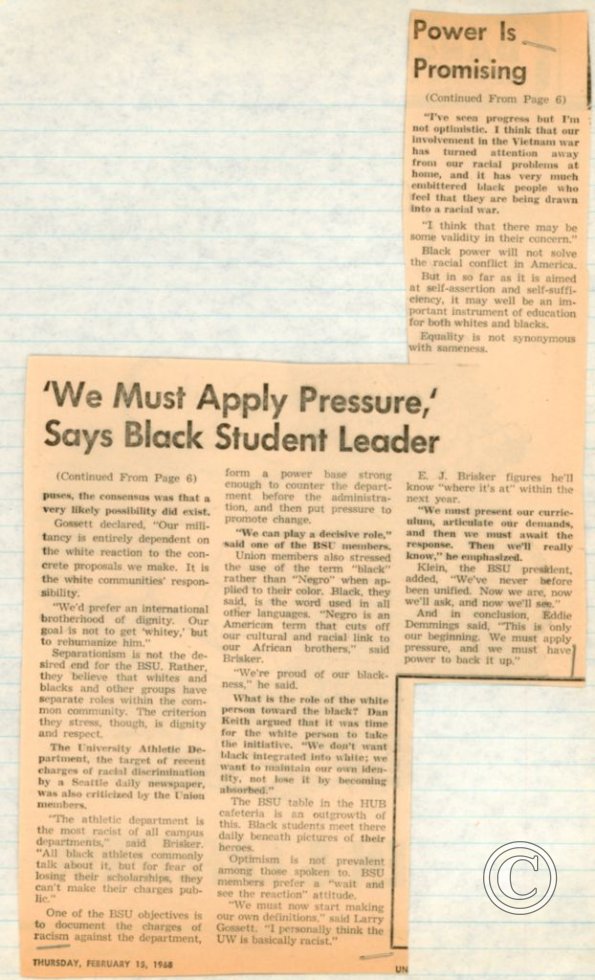 Power Is
Promising
(Continued From Page 6)
"I've seen progress but I'm
not optimistic. I think that our
involvement in the Vietnam war
has turned attention away
from our racial problems at
home, and it has very much
embittered black people who
feel that they are being drawn
into a racial war.
"I think that there may be
some validity in their concern."
Black power will not solve
the racial conflict in America.
But in so far as it is aimed
at self-assertion and self-suffi-
ciency, it may well be an im-
portant instrument of education
for both whites and blacks.
Equality is not synonymous
with sameness.
'We Must Apply Pressure,'
Says Black Student Leader
(Continued From Page 6)
puses, the consensus was that a
very likely possibility did exist.
Gossett declared, "Our mili-
tancy is entirely dependent on
the white reaction to the con-
crete proposals we make. It is
the white communities' respon-
sibility.
"We'd prefer an international
brotherhood of dignity. Our
goal is not to get 'whitey,' but
to rehumanize him."
Separationism is not the de-
sired end for the BSU. Rather,
they believe that whites and
blacks and other groups have
separate roles within the com-
mon community. The criterion
they stress, though, is dignity
and respect.
The University Athletic De-
partment, the target of recent
charges of racial discrimination
by a Seattle daily newspaper,
was also criticized by the Union
members.
"The athletic department is
the most racist of all campus
departments," said Brisker.
"All black athletes commonly
talk about it, but for fear of
losing their scholarships, they
can't make their charges pub-
lic."
One of the BSU objectives is
to document the charges of
racism against the department,
form a power base strong
enough to counter the depart-
ment before the administra-
tion, and then put pressure to
promote change.
"We can play a decisive role,"
said one of the BSU members.
Union members also stressed
the use of the term "black"
rather than "Negro" when ap-
plied to their color. Black, they
said, is the word used in all
other languages. "Negro is an
American term that cuts off
our cultural and racial link to
our African brothers," said
Brisker.
"We're proud of our black-
ness," he said.
What is the role of the white
person toward the black? Dan
Keith argued that it was time
for the white person to take
the initiative. "We don't want
black integrated into white; we
want to maintain our own iden-
tity, not lose it by becoming
absorbed."
The BSU table in the HUB
cafeteria is an outgrowth of
this. Black students meet there
daily beneath pictures of their
heroes.
Optimism is not prevalent
among those spoken to. BSU
members prefer a "wait and
see the reaction" attitude.
"We must now start making
our own definitions," said Larry
Gossett. "I personally think the
UW is basically racist."
E. J. Brisker figures he'll
know "where it's at" within the
next year.
"We must present our curric-
ulum, articulate our demands,
and then we must await the
response. Then we'll really
know," he emphasized.
Klein, the BSU president,
added, "We've never before
been unified. Now we are, now
we'll ask, and now we'll see."
And in conclusion, Eddie
Demmings said, "This is only
our beginning. We must apply
pressure, and we must have
power to back it up."
THURSDAY, FEBRUARY 15, 1968
UN
©